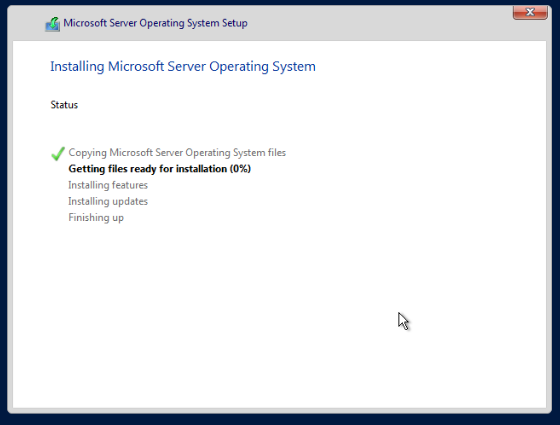 Microsoft Server Operating System Setup
Installing Microsoft Server Operating System
Status
Copying Microsoft Server Operating System files
Getting files ready for installation (0%)
Installing features
Installing updates
Finishing up